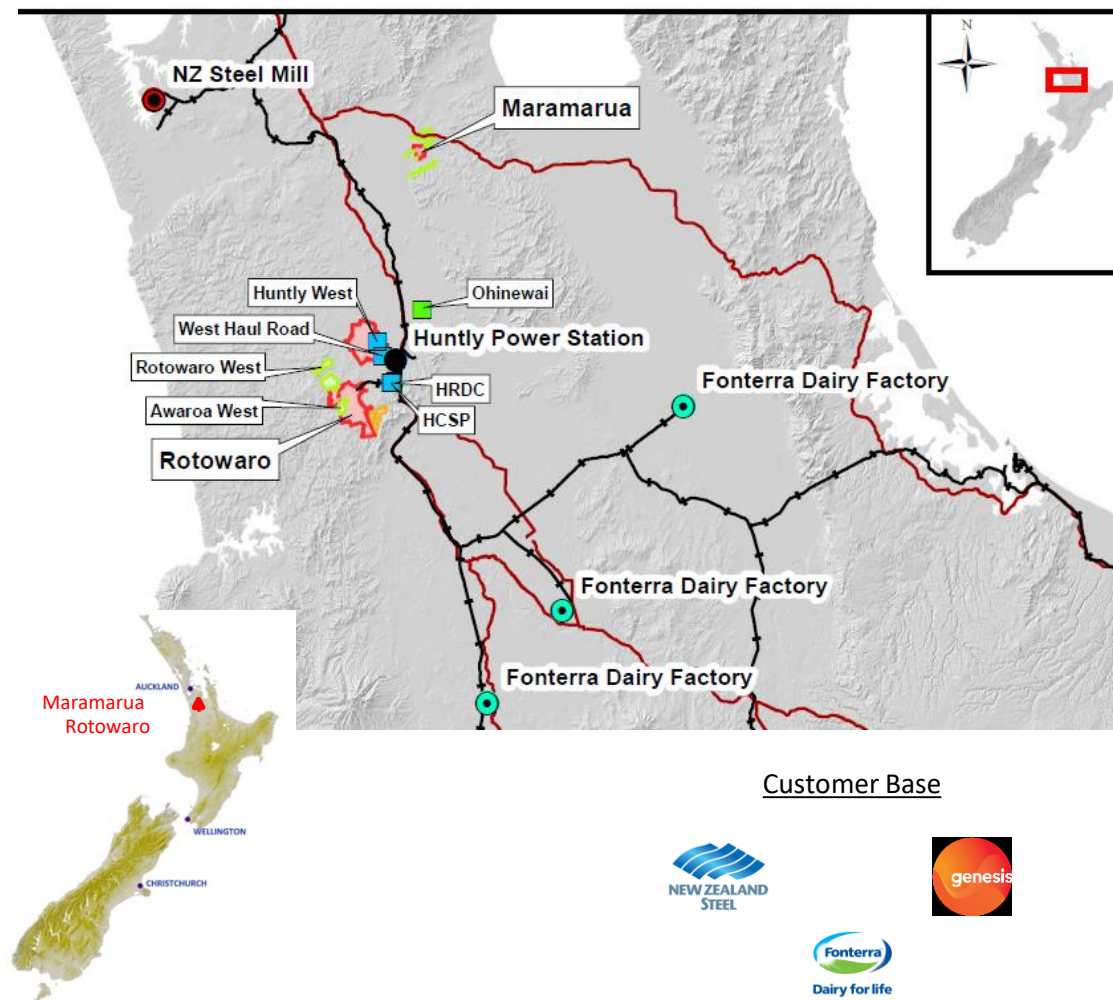 N
NZ Steel Mill
Maramarua
Huntly West
Ohinewai
West Haul Road
Huntly Power Station
Rotowaro West
HRDC
Fonterra Dairy Factory
Awaroa West
HCSP
Rotowaro
Fonterra Dairy Factory
Fonterra Dairy Factory
AUCKLAND
Maramarua
Rotowaro
WELLINGTON
CHRISTCHURCH
Customer Base
NEW ZEALAND
STEEL
genesis
Fonterra
Dairy for life